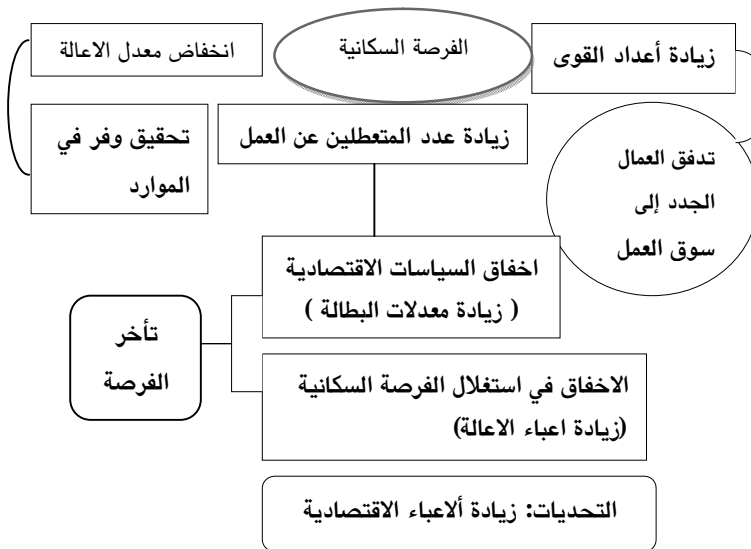 الفرصة السكانية
زيادة أعداد القوى
انخفاض معدل الاعالة
زيادة عدد المتعطلين عن العمل
تحقيق وفر في
الموارد
تدفق العمال
الجدد إلى
سوق العمل
اخفاق السياسات الاقتصادية
( زيادة معدلات البطالة )
تأخر
الفرصة
الاخفاق في استغلال الفرصة السكانية
(زيادة اعباء الاعالة)
التحديات: زيادة ألاعباء الاقتصادية